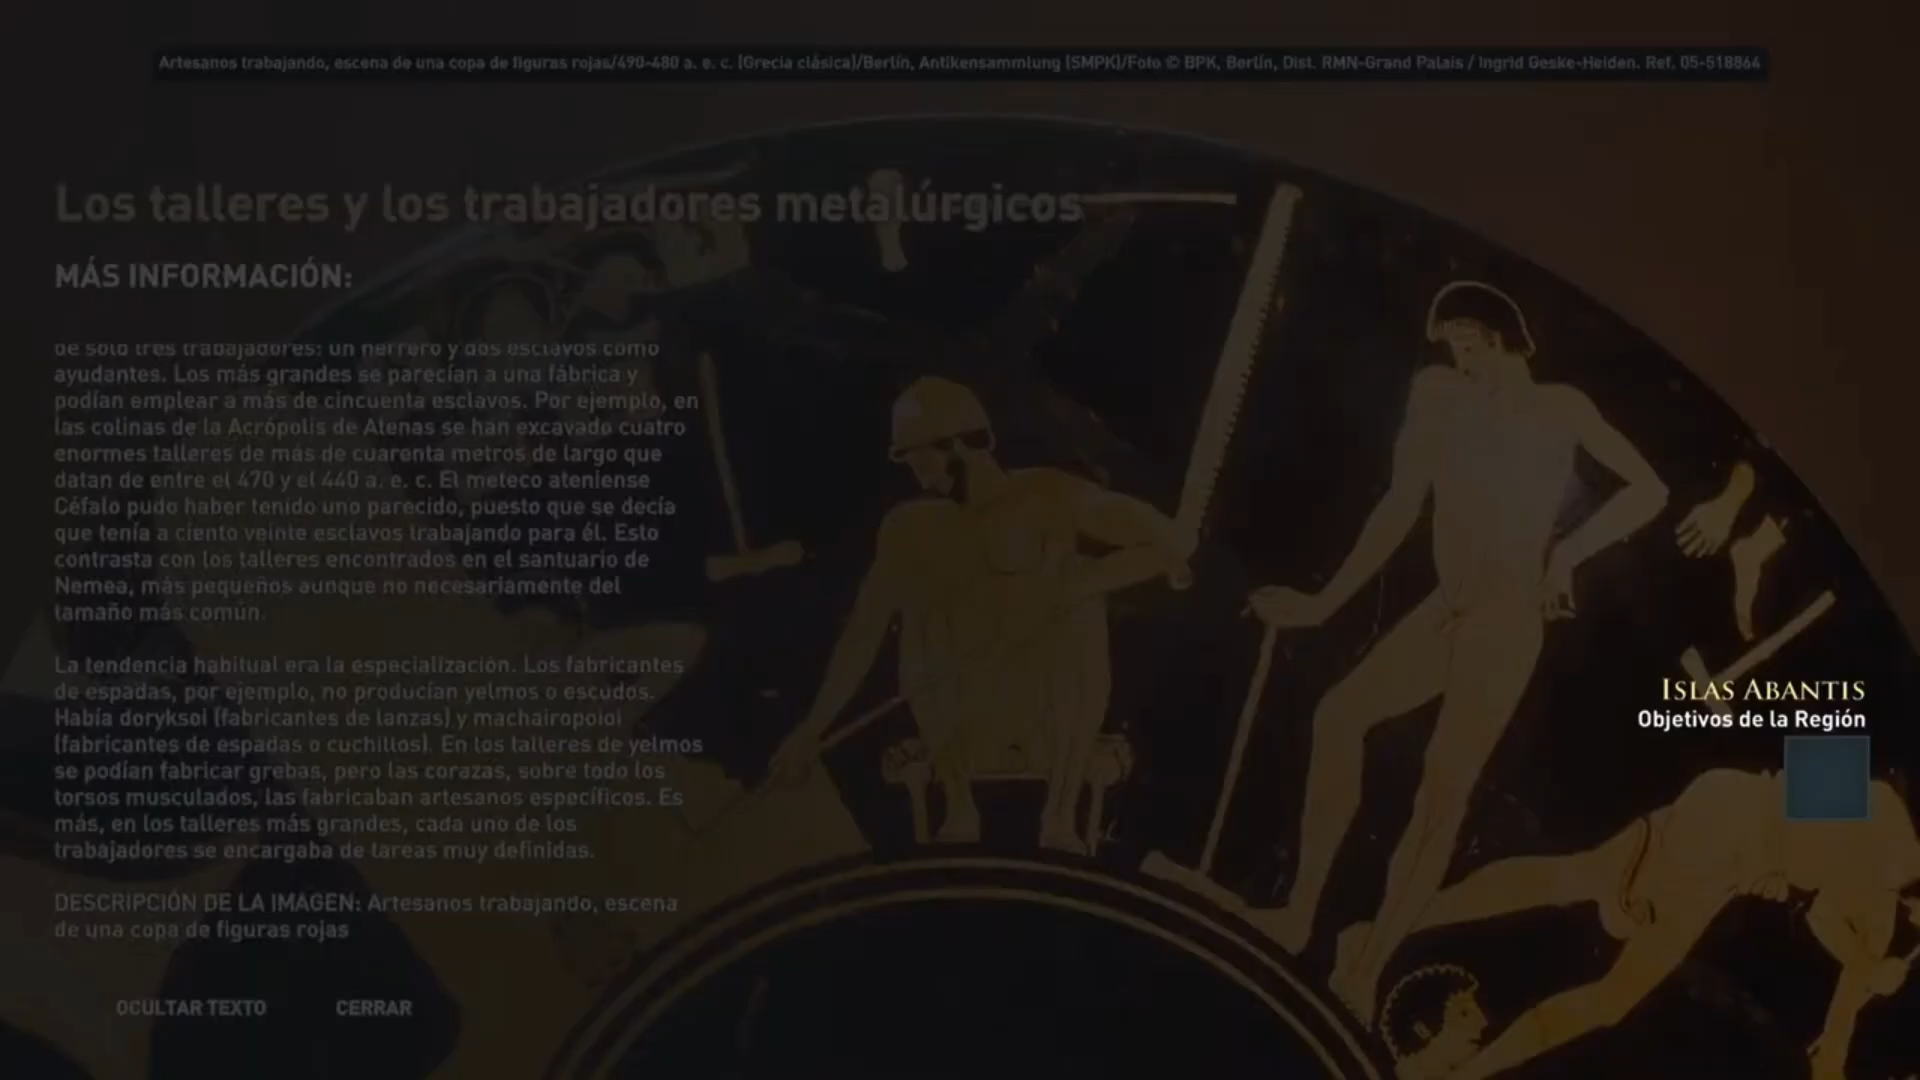 Artesanos trabajando, escena de una copa de figuras rojas/490-480 a. e. c. (Grecia clásica)/Berlín, Antikensammlung (SMPK)/Foto © BPK, Berlín, Dist. RMN-Grand Palais / Ingrid Geske-Heiden. Ref. 05-518864
Los talleres y los trabajadores metalúrgicos
MÁS INFORMACIÓN:
de solo tres trabajadores: un herrero y dos esclavos como
ayudantes. Los más grandes se parecían a una fábrica y
podían emplear a más de cincuenta esclavos. Por ejemplo, en
las colinas de la Acrópolis de Atenas se han excavado cuatro
enormes talleres de más de cuarenta metros de largo que
datan de entre el 470 y el 440 a. e. c. El meteco ateniense
Céfalo pudo haber tenido uno parecido, puesto que se decía
que tenía a ciento veinte esclavos trabajando para él. Esto
contrasta con los talleres encontrados en el santuario de
Nemea, más pequeños aunque no necesariamente del
tamaño más común.
La tendencia habitual era la especialización. Los fabricantes
de espadas, por ejemplo, no producían yelmos o escudos.
Había doryksoi (fabricantes de lanzas) y machairopoioi
(fabricantes de espadas o cuchillos). En los talleres de yelmos
se podían fabricar grebas, pero las corazas, sobre todo los
torsos musculados, las fabricaban artesanos específicos. Es
más, en los talleres más grandes, cada uno de los
trabajadores se encargaba de tareas muy definidas.
DESCRIPCIÓN DE LA IMAGEN: Artesanos trabajando, escena
de una copa de figuras rojas
OCULTAR TEXTO CERRAR
ISLAS ABANTIS
Objetivos de la Región